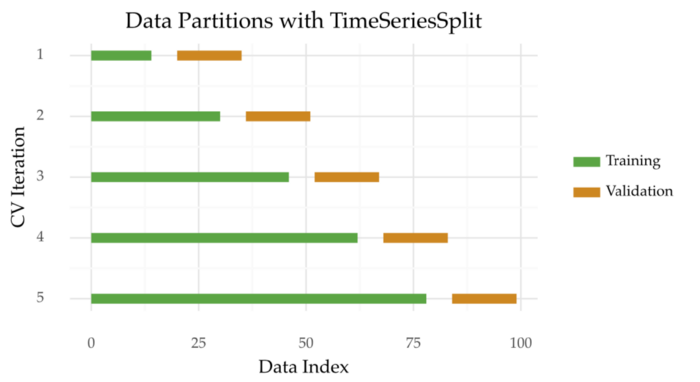 Data Partitions with TimeSeriesSplit
1
2
3
4
5
CV Iteration
0 25 50 75 100
Data Index
Training
Validation